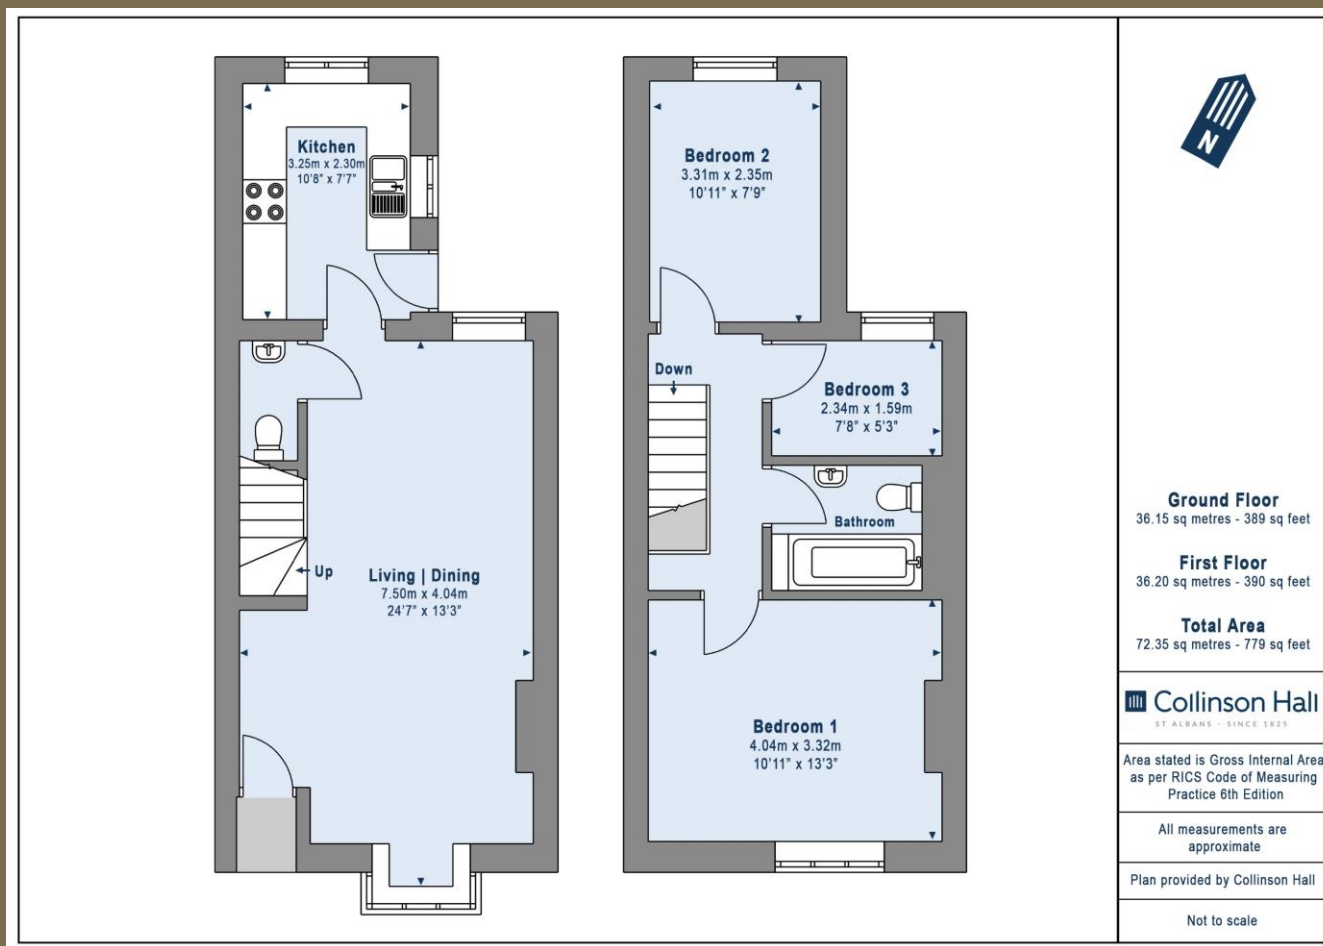 Kitchen
3.25m x 2.30m
10'8" x 7'7"
Up
Living | Dining
7.50m x 4.04m
24'7" x 13'3"
Bedroom 2
3.31m x 2.35m
10'11" x 7'9"
Down
Bedroom 3
2.34m x 1.59m
7'8" x 5'3"
Bathroom
Bedroom 1
4.04m x 3.32m
10'11" x 13'3"
N
Ground Floor
36.15 sq metres - 389 sq feet
First Floor
36.20 sq metres - 390 sq feet
Total Area
72.35 sq metres - 779 sq feet
Collinson Hall
ST ALBANS · SINCE 1825
Area stated is Gross Internal Area
as per RICS Code of Measuring
Practice 6th Edition
All measurements are
approximate
Plan provided by Collinson Hall
Not to scale